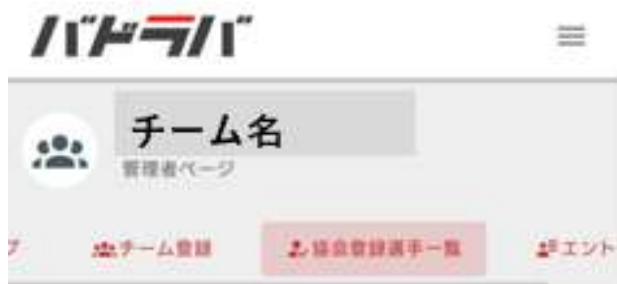 バドラバ
チーム名
管理者ページ
プ チーム登録 協会登録選手一覧 エント